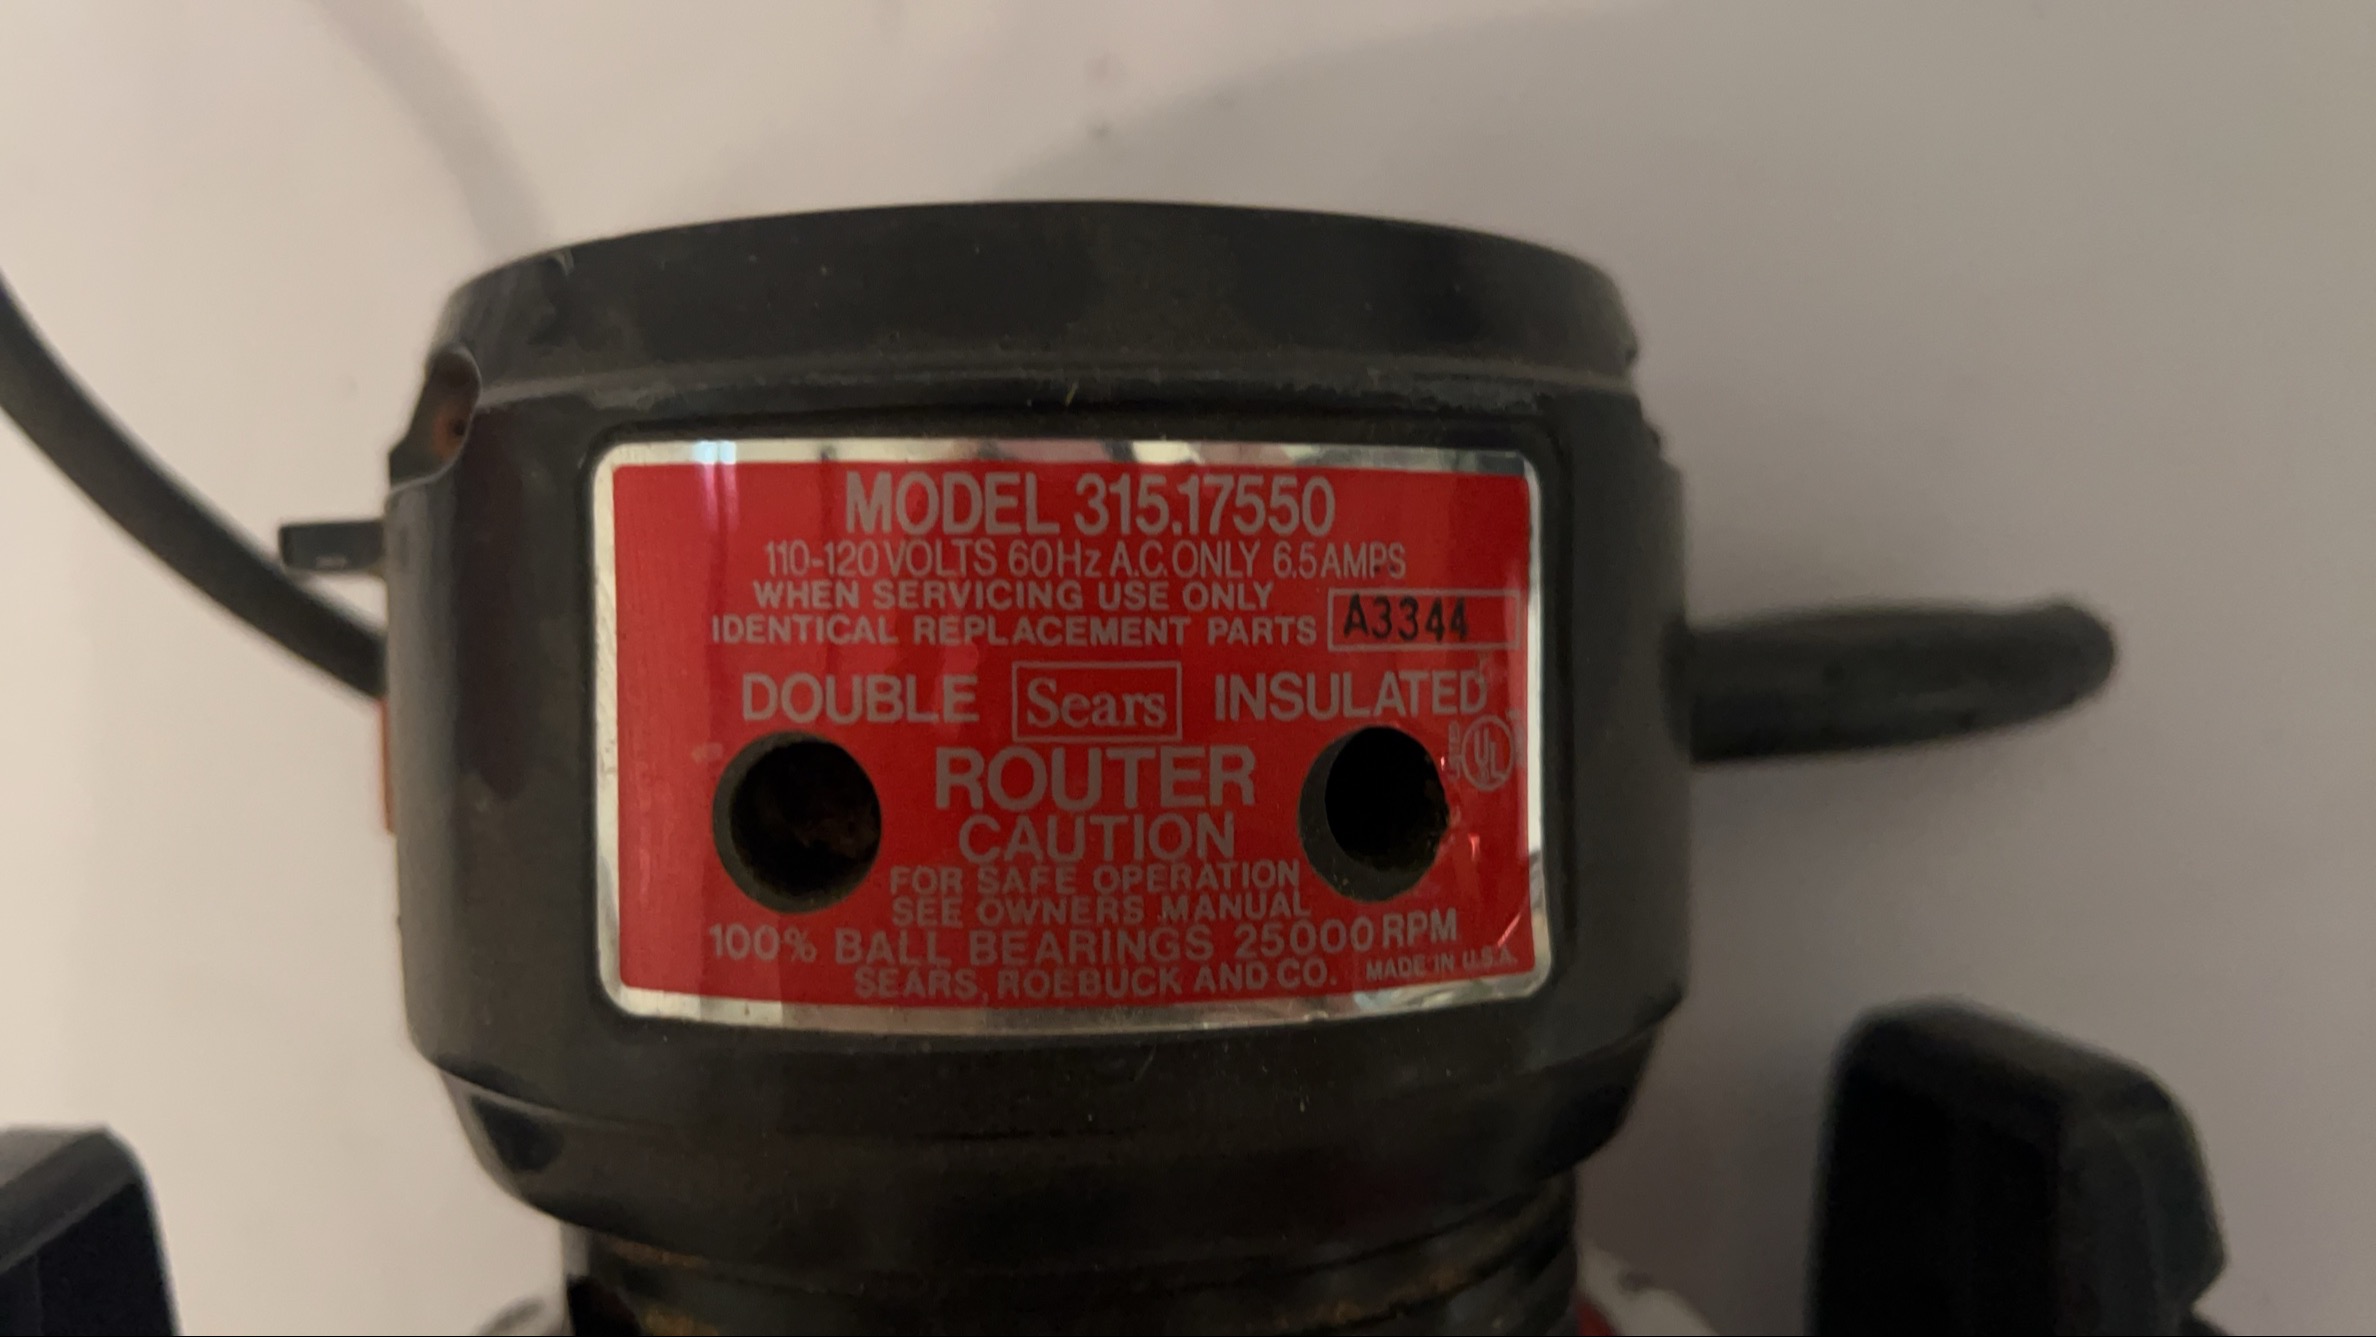 MODEL 315.17550
110-120 VOLTS 60Hz A.C. ONLY 6.5 AMPS
WHEN SERVICING USE ONLY
IDENTICAL REPLACEMENT PARTS A3344
DOUBLE Sears INSULATED
ROUTER
UL
CAUTION
FOR SAFE OPERATION
SEE OWNERS MANUAL
100% BALL BEARINGS 25000 RPM
SEARS, ROEBUCK AND CO. MADE IN U.S.A.